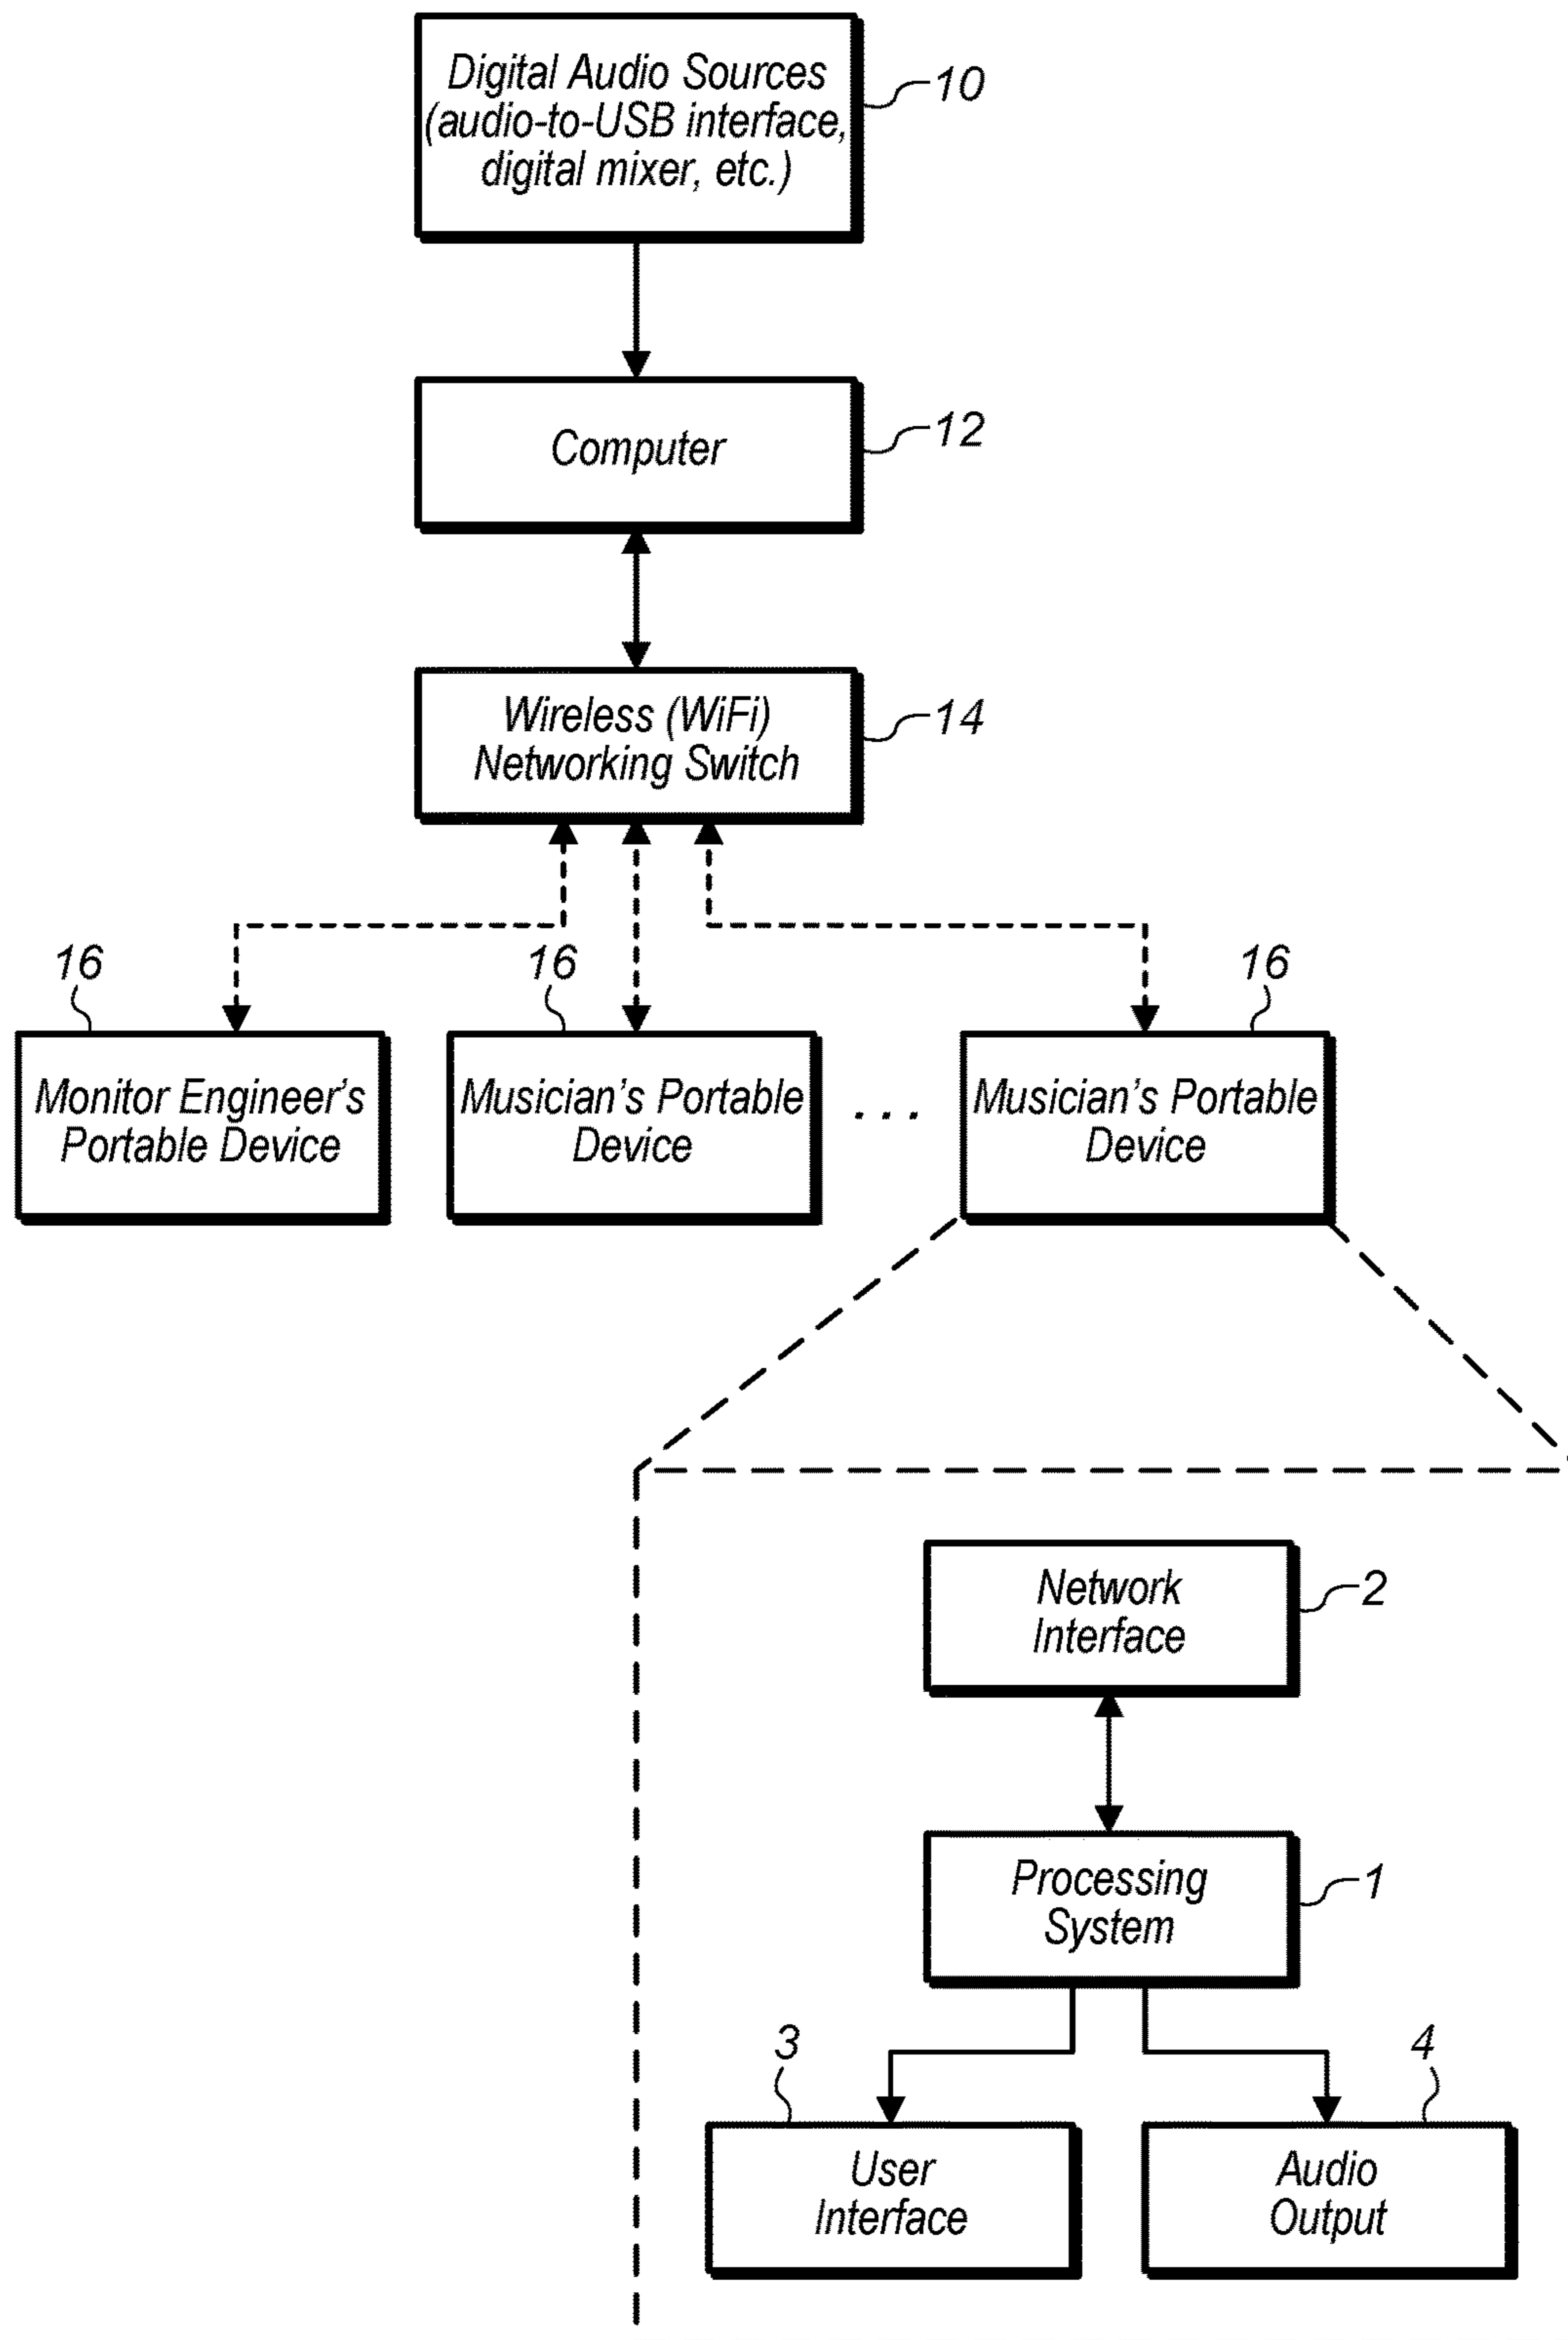 Digital Audio Sources
(audio-to-USB interface,
digital mixer, etc.)
10
Computer
12
Wireless (WiFi)
Networking Switch
14
16
16
16
Monitor Engineer's
Portable Device
Musician's Portable
Device
. . .
Musician's Portable
Device
Network
Interface
2
Processing
System
1
3
4
User
Interface
Audio
Output